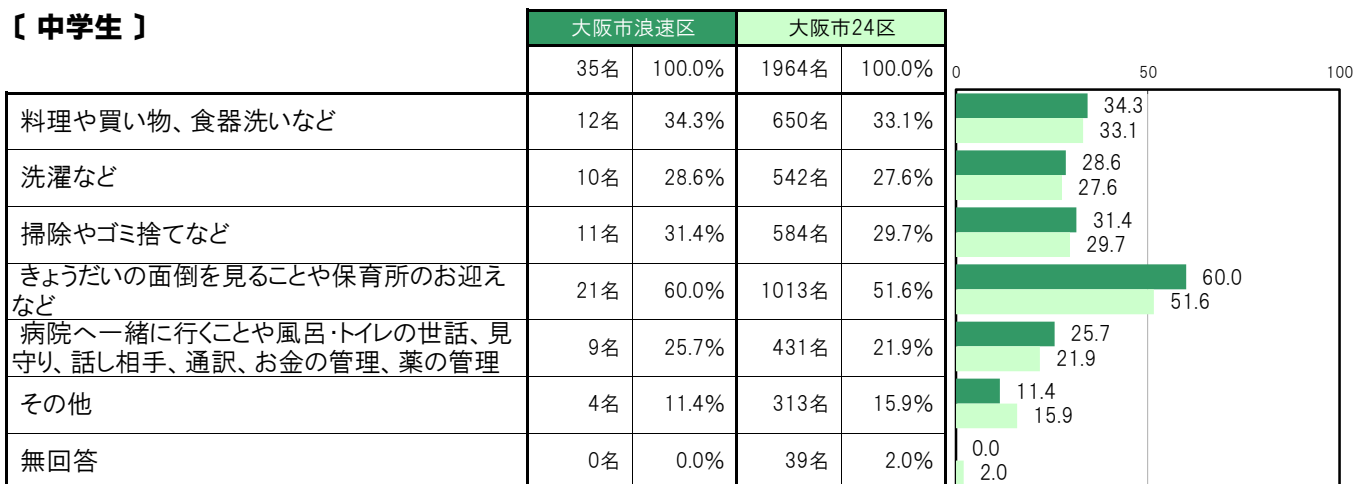 〔 中学生 〕
大阪市浪速区 大阪市24区
35名 100.0% 1964名 100.0% 0 50 100
料理や買い物、食器洗いなど 12名 34.3% 650名 33.1% 34.3
33.1
洗濯など 10名 28.6% 542名 27.6% 28.6
27.6
掃除やゴミ捨てなど 11名 31.4% 584名 29.7% 31.4
29.7
きょうだいの面倒を見ることや保育所のお迎え
など 21名 60.0% 1013名 51.6% 60.0
51.6
病院へ一緒に行くことや風呂・トイレの世話、見
守り、話し相手、通訳、お金の管理、薬の管理 9名 25.7% 431名 21.9% 25.7
21.9
その他 4名 11.4% 313名 15.9% 11.4
15.9
無回答 0名 0.0% 39名 2.0% 0.0
2.0